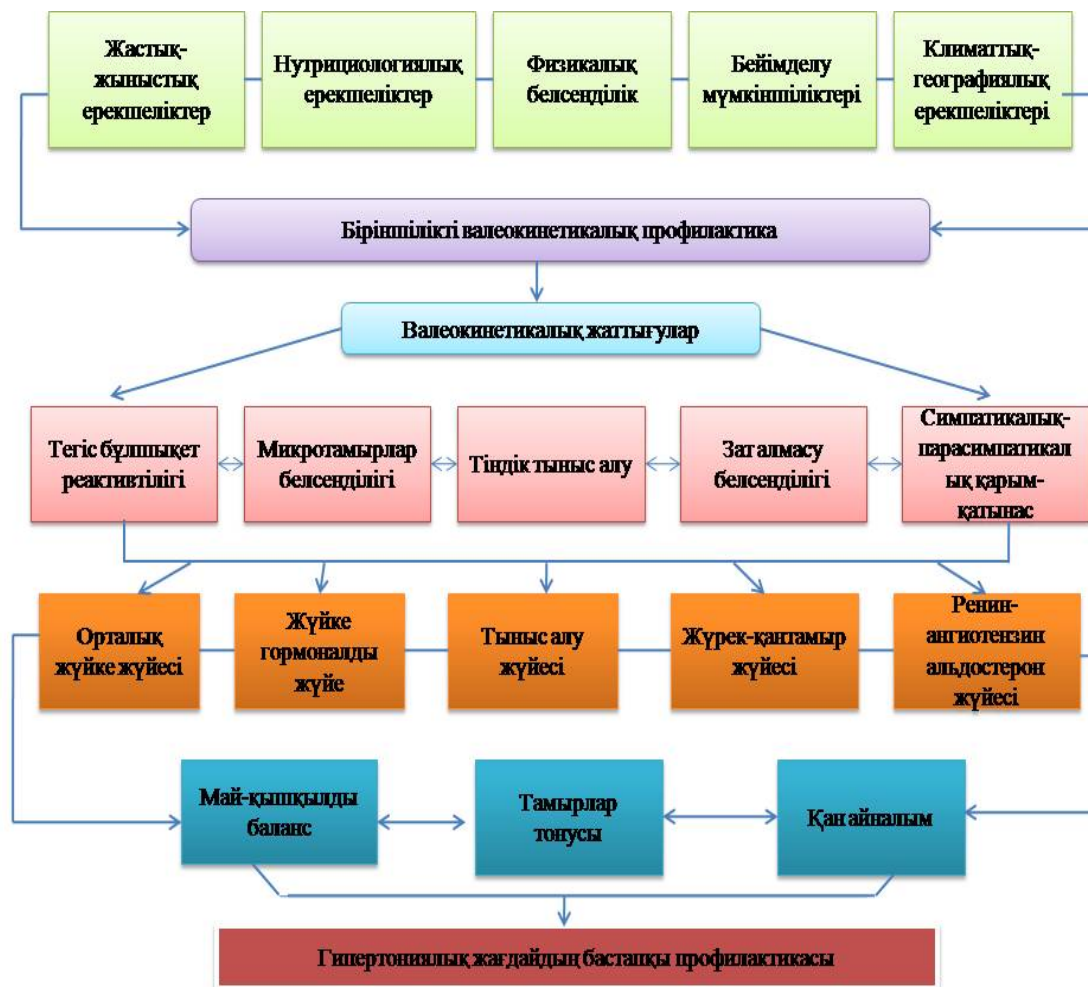 Жастық-
жыныстық
ерекшеліктер
Нутрициологиялық
ерекшеліктер
Физикалық
белсенділік
Бейімделу
мүмкіншіліктері
Климаттық-
географиялық
ерекшеліктері
Біріншілікті валеокинетикалық профилактика
Валеокинетикалық жаттығулар
Тегіс бұлшықет
реактивтілігі
Микротамырлар
белсенділігі
Тіндік тыныс алу
Зат алмасу
белсенділігі
Симпатикалық-
парасимпатикал
ық қарым-
қатынас
Орталық
жүйке жүйесі
Жүйке
гормоналды
жүйе
Тыныс алу
жүйесі
Жүрек-қантамыр
жүйесі
Ренин-
ангиотензин
альдостерон
жүйесі
Май-қышқылды
баланс
Тамырлар
тонусы
Қан айналым
Гипертониялық жағдайдың бастапқы профилактикасы